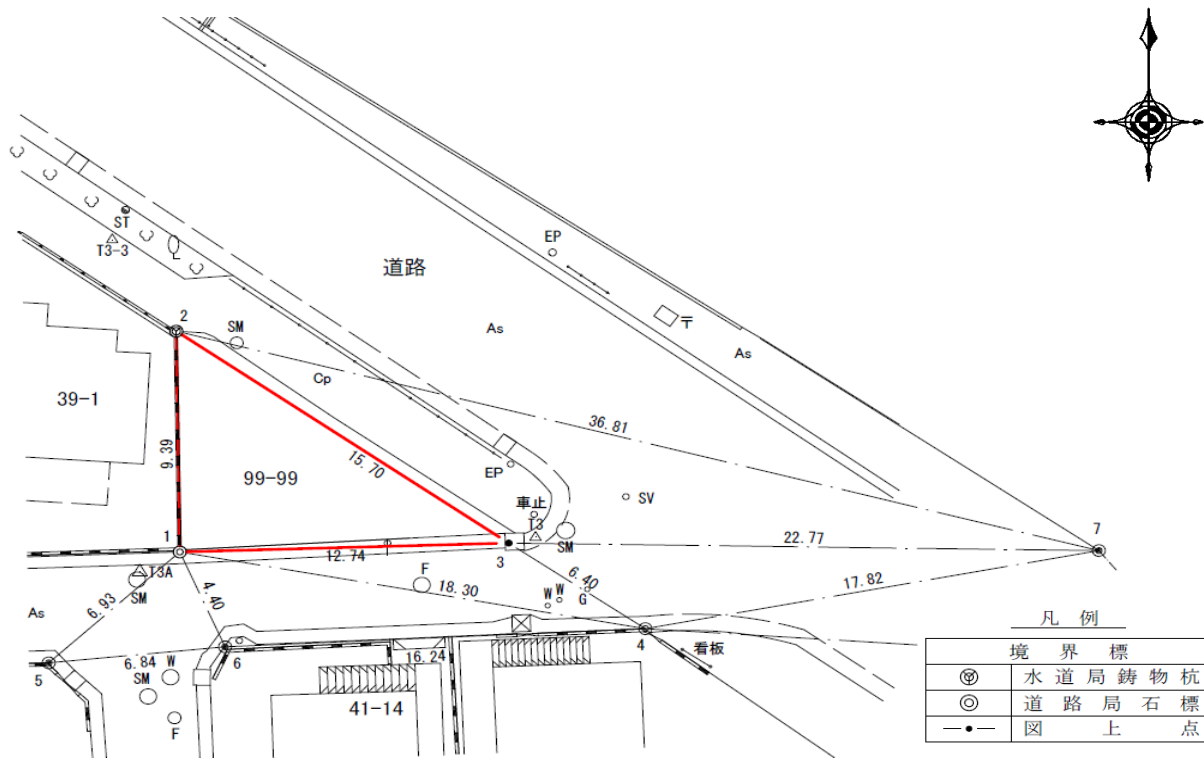 EP
ST
T3-3
道路
〒
2
SM
As
As
Cp
39-1
36.81
9.39
15.70
99-99
EP
SV
車止
T3
1
12.74
3
SM
22.77
7
T3A
SM
4.40
F
18.30
6.40
17.82
As
6.93
W
W
G
4
凡 例
境 界 標
水 道 局 鋳 物 杭
道 路 局 石 標
図 上 点
看板
16.24
6
5
6.84
W
SM
41-14
F